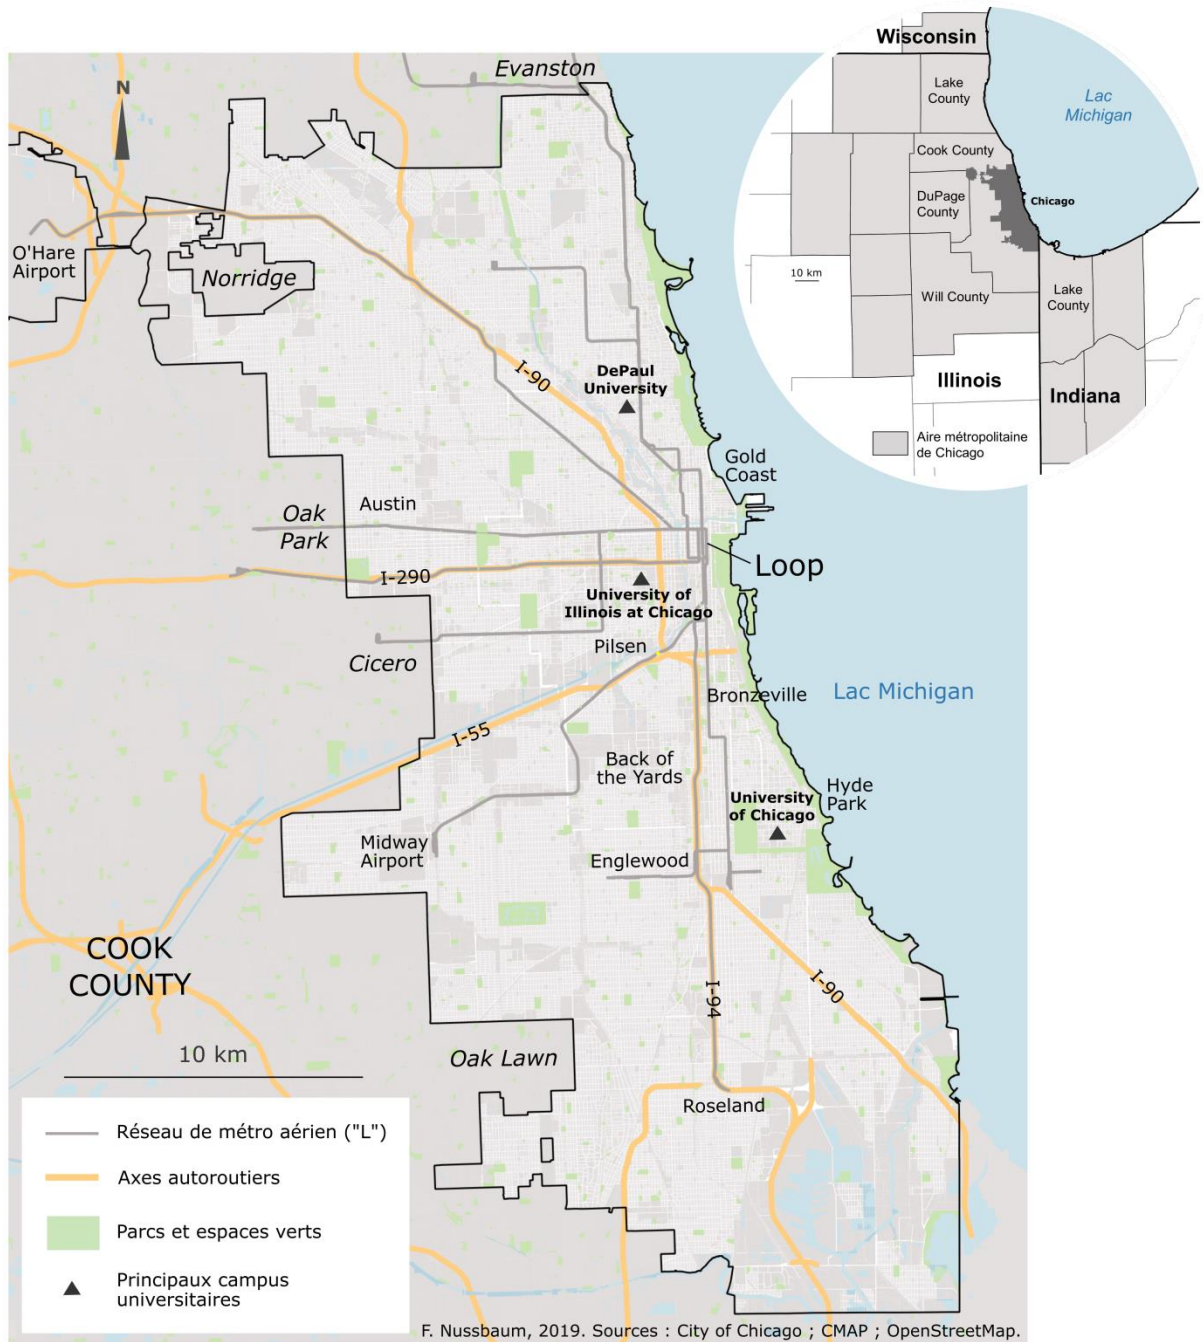 Wisconsin
Lake
County
Lac
Michigan
Cook County
Chicago
DuPage
County
10 km
Will County
Lake
County
Illinois
Indiana
Aire métropolitaine
de Chicago
N
Evanston
O'Hare
Airport
Norridge
I-90
DePaul
University
Gold
Coast
Austin
Oak
Park
Loop
I-290
University of
Illinois at Chicago
Pilsen
Cicero
Bronzeville
Lac Michigan
I-55
Back of
the Yards
Hyde
Park
University
of Chicago
Midway
Airport
Englewood
COOK
COUNTY
I-94
I-90
10 km
Oak Lawn
Roseland
Réseau de métro aérien ("L")
Axes autoroutiers
Parcs et espaces verts
Principaux campus
universitaires
F. Nussbaum, 2019. Sources : City of Chicago ; CMAP ; OpenStreetMap.